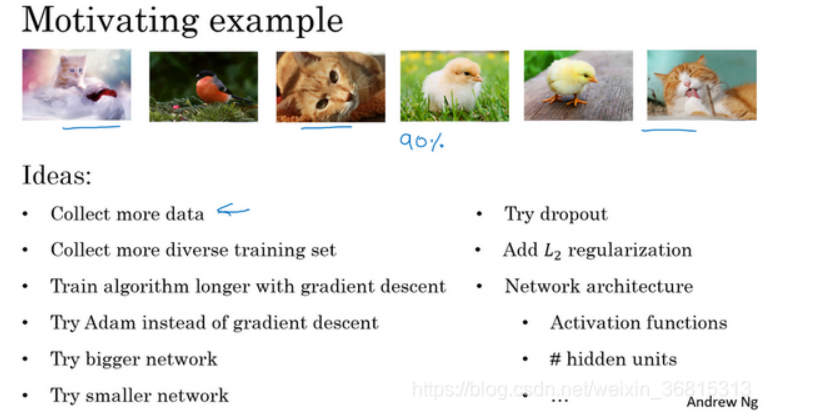 Motivating example
90%
Ideas:
Collect more data
Collect more diverse training set
Train algorithm longer with gradient descent
Try Adam instead of gradient descent
Try bigger network
Try smaller network
Try dropout
Add L₂ regularization
Network architecture
Activation functions
# hidden units
...
https://blog.csdn.net/weixin_36815313
Andrew Ng